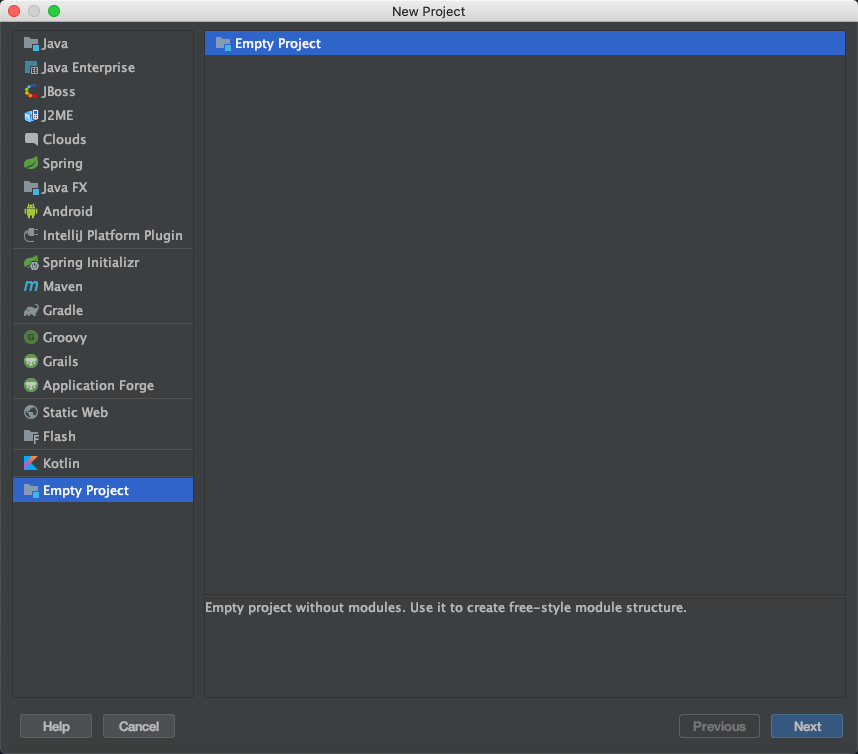 New Project
Java
Java Enterprise
JBoss
J2ME
Clouds
Spring
Java FX
Android
IntelliJ Platform Plugin
Spring Initializr
Maven
Gradle
Groovy
Grails
Application Forge
Static Web
Flash
Kotlin
Empty Project
Empty Project
Empty project without modules. Use it to create free-style module structure.
Help
Cancel
Previous
Next